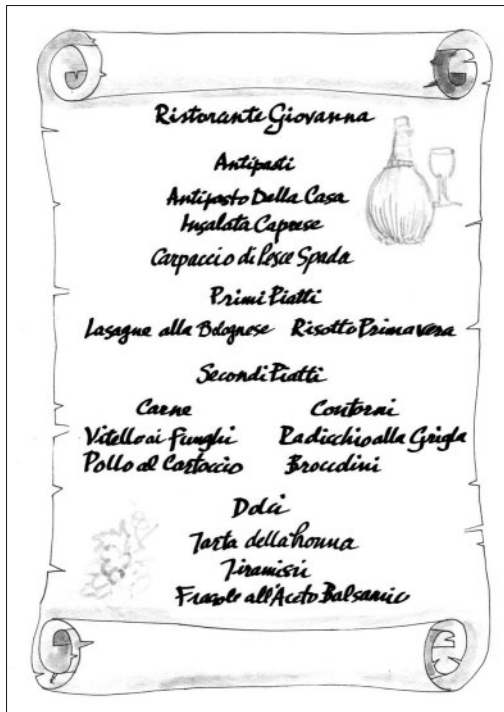 Ristorante Giovanna
Antipasti
Antipasto Della Casa
Insalata Caprese
Carpaccio di Pesce Spada
Primi Piatti
Lasagne alla Bolognese Risotto Primavera
Secondi Piatti
Carne Contorni
Vitello ai Funghi Radicchio alla Grigla
Pollo al Cartoccio Broccolini
Dolci
Torta della Nonna
Tiramisù
Fragole all'Aceto Balsamico